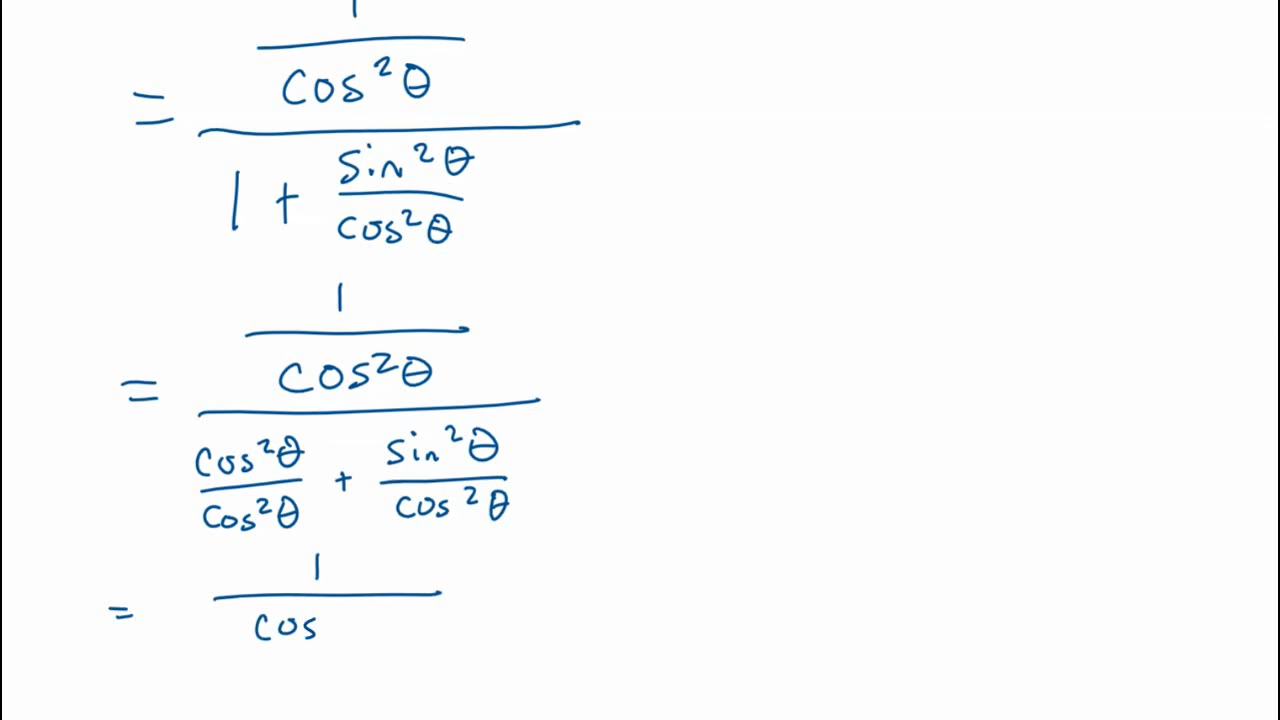 1
cos²θ
=
1 + sin²θ
cos²θ
1
cos²θ
=
cos²θ + sin²θ
cos²θ cos²θ
1
=
cos